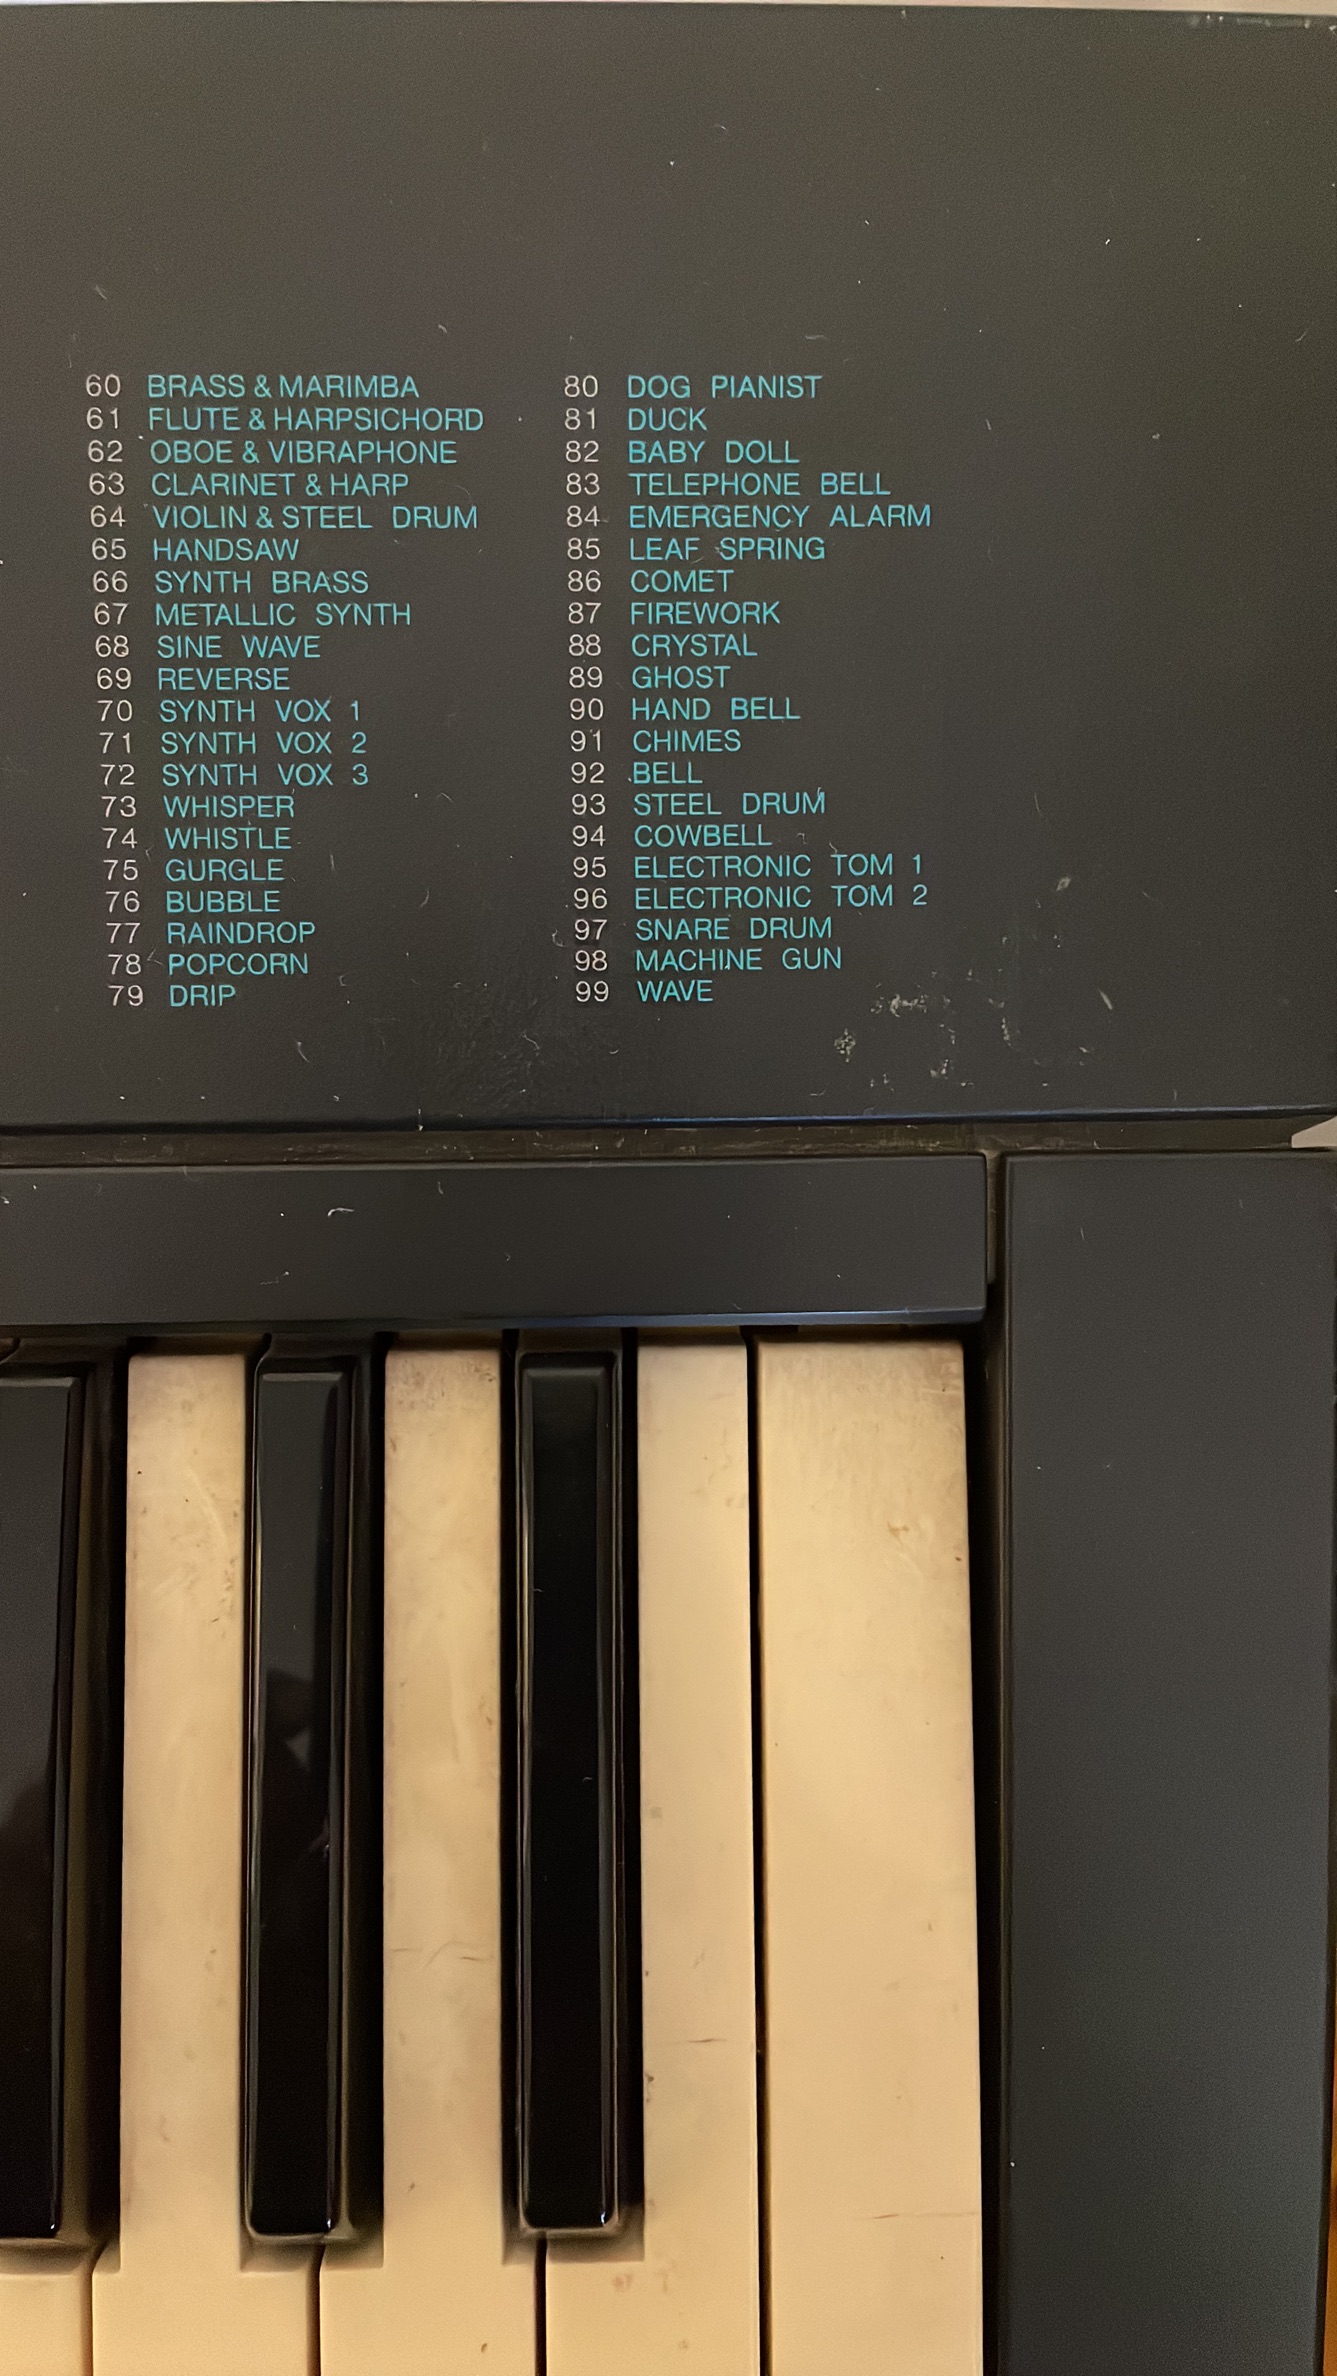 60 BRASS & MARIMBA
61 FLUTE & HARPSICHORD
62 OBOE & VIBRAPHONE
63 CLARINET & HARP
64 VIOLIN & STEEL DRUM
65 HANDSAW
66 SYNTH BRASS
67 METALLIC SYNTH
68 SINE WAVE
69 REVERSE
70 SYNTH VOX 1
71 SYNTH VOX 2
72 SYNTH VOX 3
73 WHISPER
74 WHISTLE
75 GURGLE
76 BUBBLE
77 RAINDROP
78 POPCORN
79 DRIP
80 DOG PIANIST
81 DUCK
82 BABY DOLL
83 TELEPHONE BELL
84 EMERGENCY ALARM
85 LEAF SPRING
86 COMET
87 FIREWORK
88 CRYSTAL
89 GHOST
90 HAND BELL
91 CHIMES
92 BELL
93 STEEL DRUM
94 COWBELL
95 ELECTRONIC TOM 1
96 ELECTRONIC TOM 2
97 SNARE DRUM
98 MACHINE GUN
99 WAVE